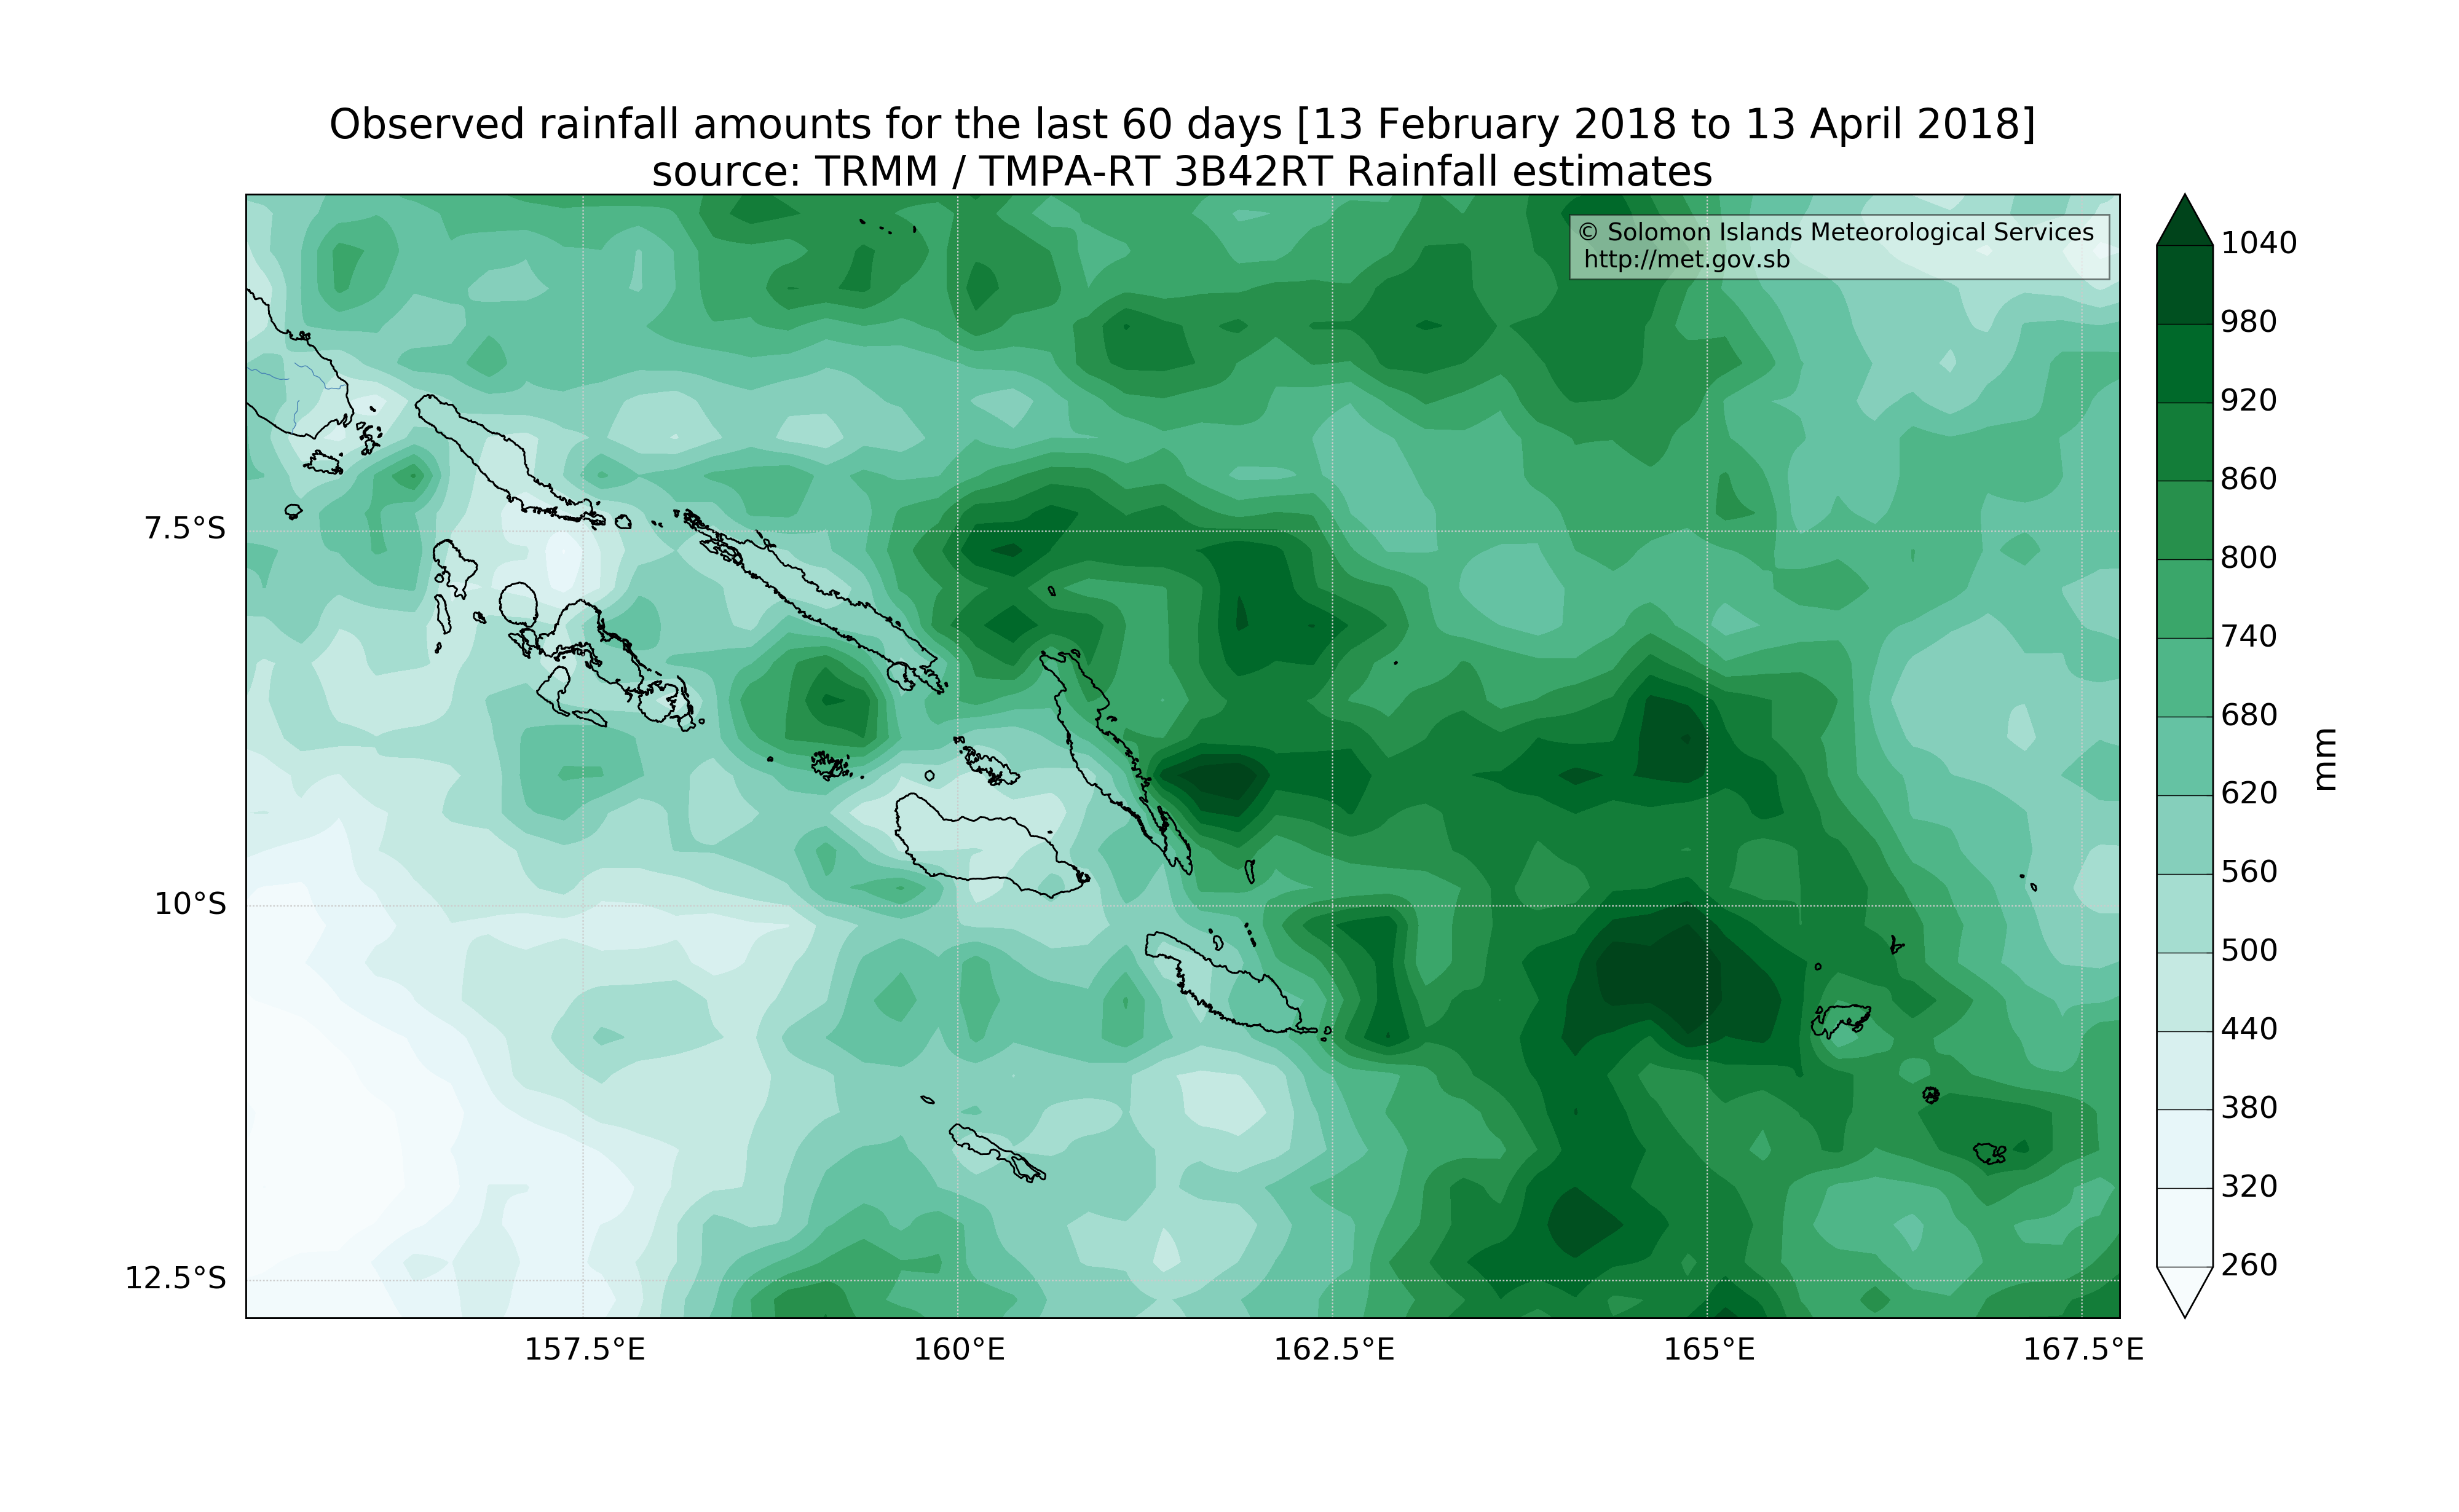 Observed rainfall amounts for the last 60 days [13 February 2018 to 13 April 2018]
source: TRMM / TMPA-RT 3B42RT Rainfall estimates
© Solomon Islands Meteorological Services
http://met.gov.sb
7.5°S
10°S
12.5°S
157.5°E
160°E
162.5°E
165°E
167.5°E
1040
980
920
860
800
740
680
620
560
500
440
380
320
260
mm